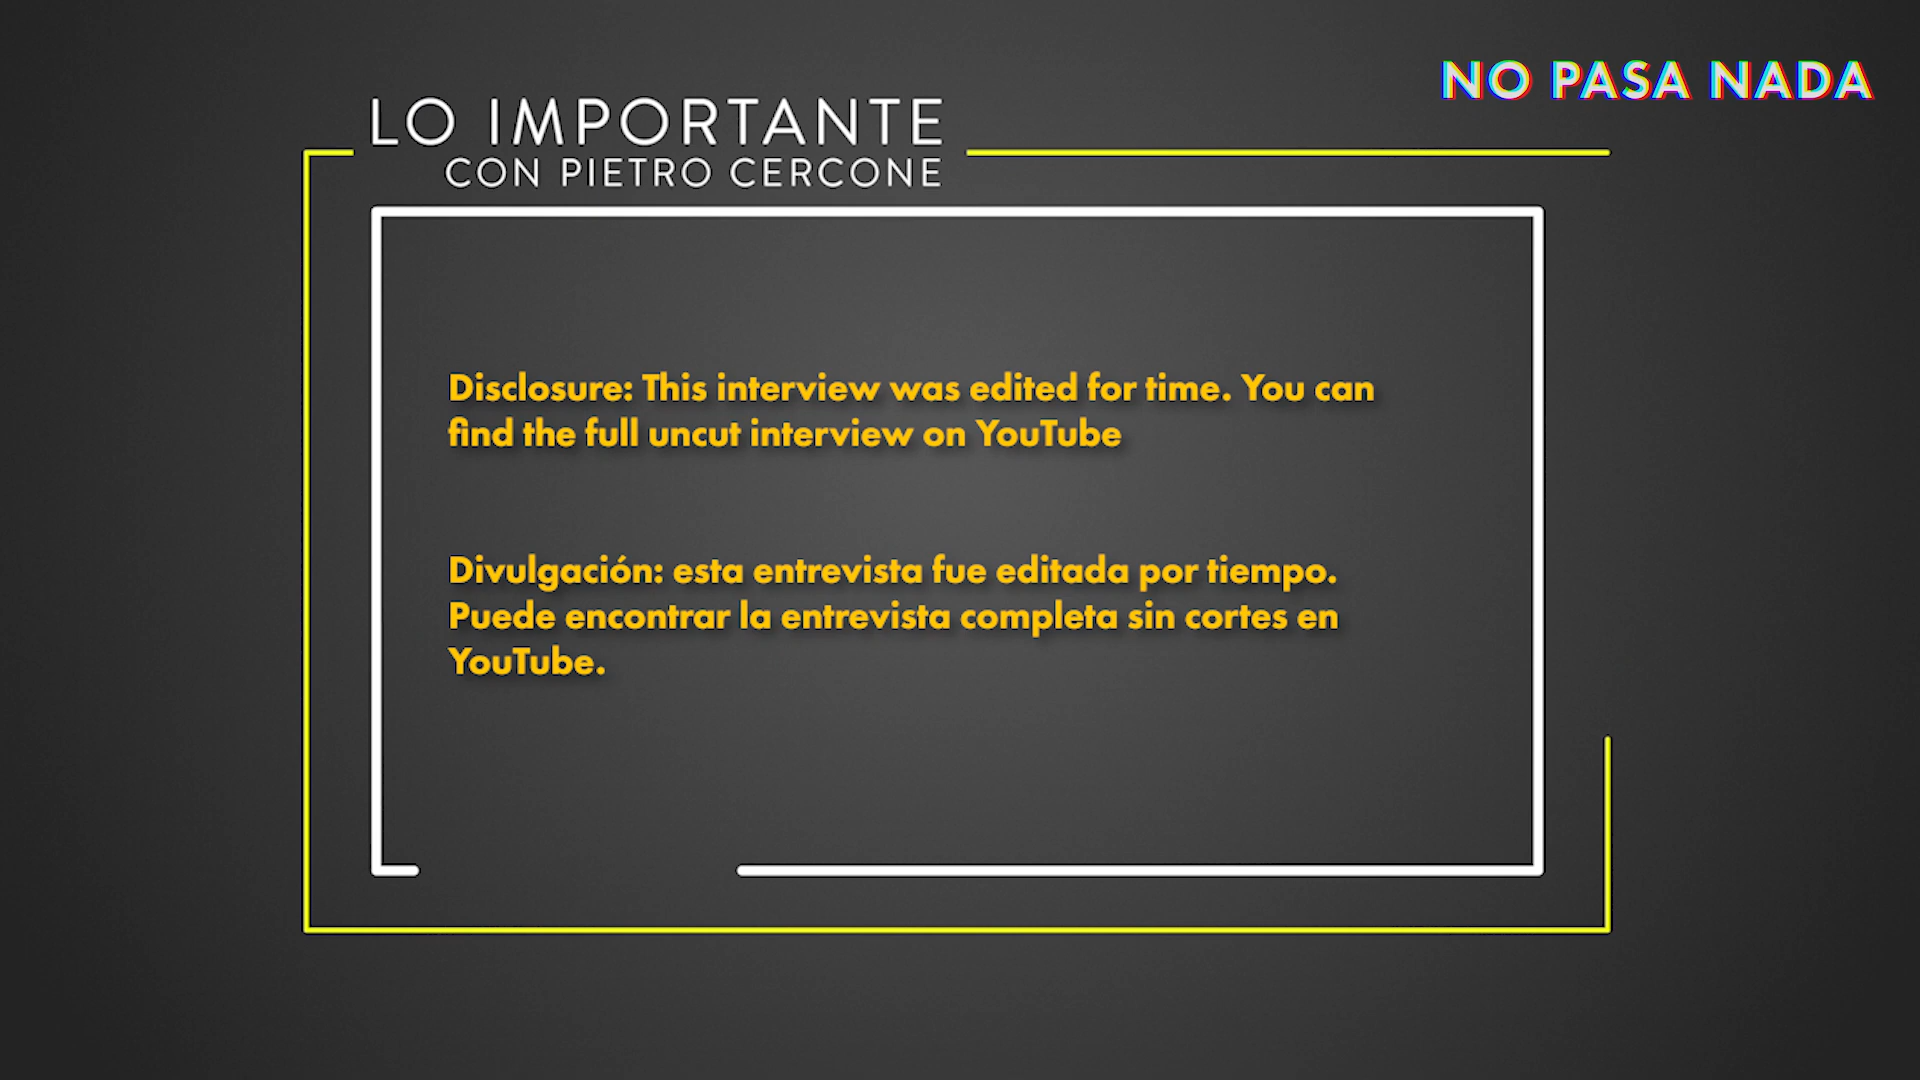 NO PASA NADA
LO IMPORTANTE
CON PIETRO CERCONE
Disclosure: This interview was edited for time. You can
find the full uncut interview on YouTube
Divulgación: esta entrevista fue editada por tiempo.
Puede encontrar la entrevista completa sin cortes en
YouTube.